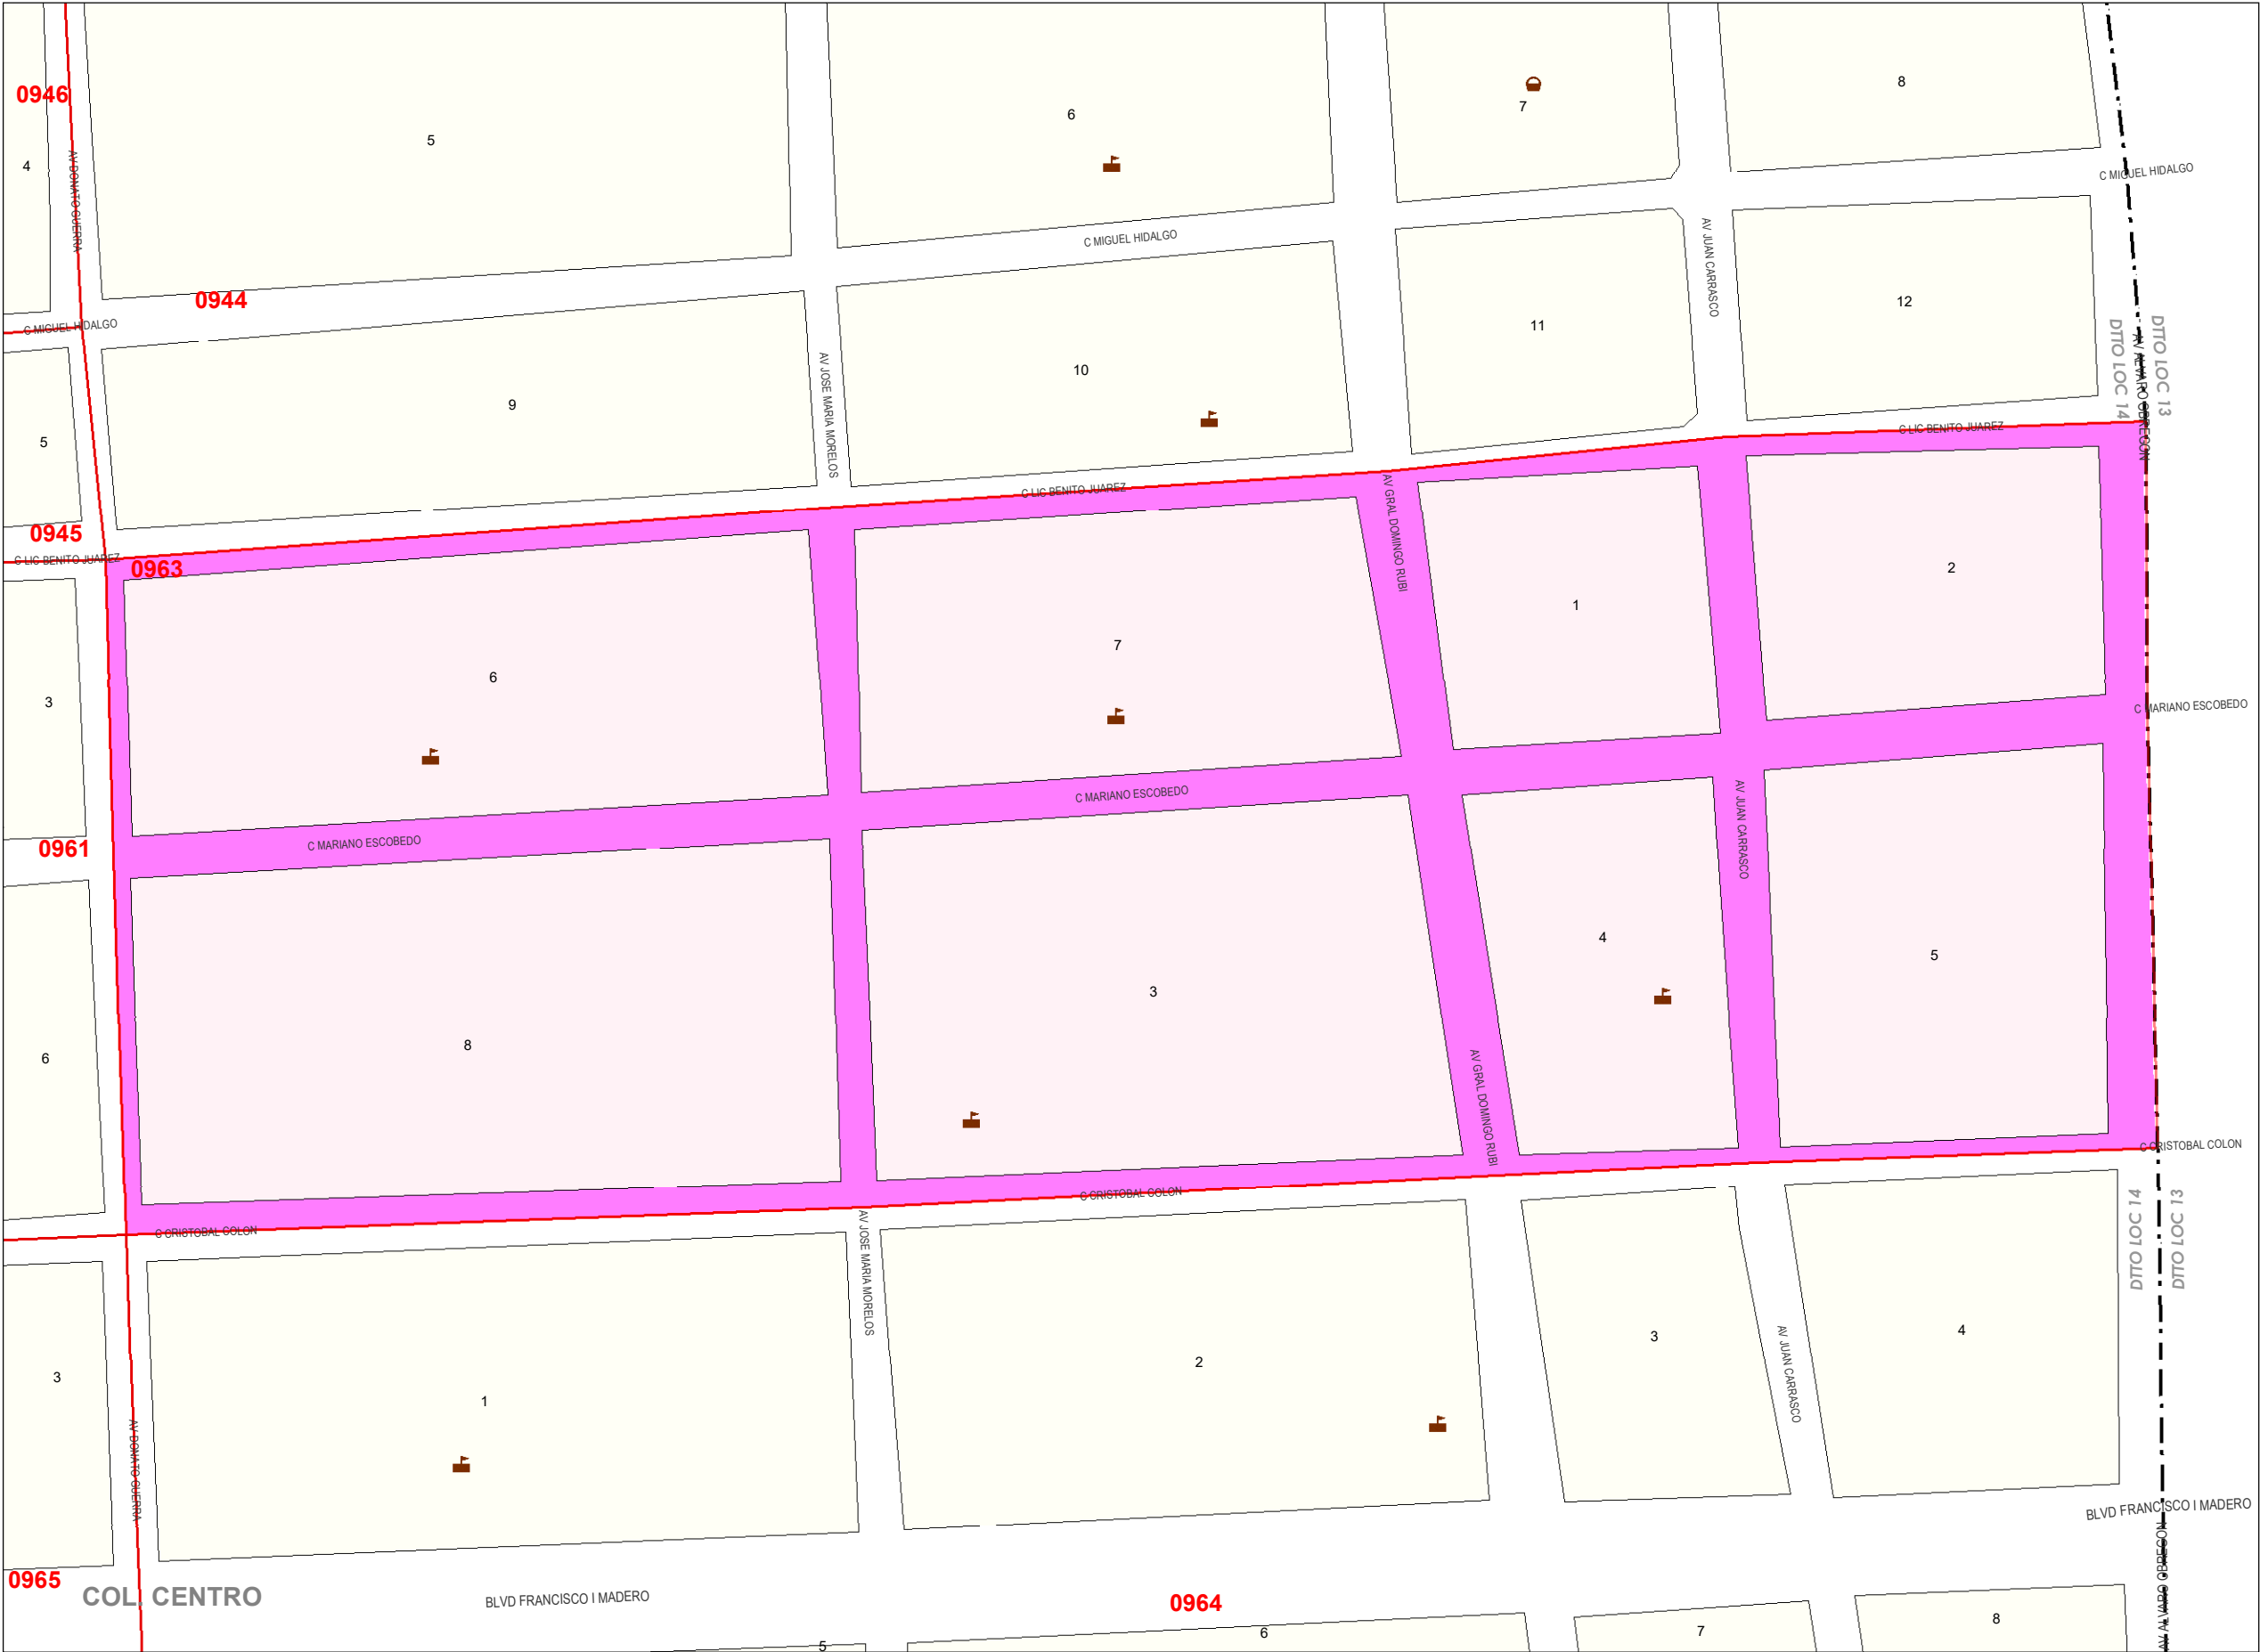 8
0946
7
6
5
4
AV DONATO GUERRA
C MIGUEL HIDALGO
C MIGUEL HIDALGO
AV JUAN CARRASCO
0944
12
C MIGUEL HIDALGO
11
DTTO LOC 13
DTTO LOC 14
AV ALVARO OBREGON
10
AV JOSE MARIA MORELOS
9
5
C LIC BENITO JUAREZ
C LIC BENITO JUAREZ
0945
AV GRAL DOMINGO RUBI
C LIC BENITO JUAREZ
0963
2
1
7
6
3
C MARIANO ESCOBEDO
C MARIANO ESCOBEDO
C MARIANO ESCOBEDO
0961
AV JUAN CARRASCO
4
5
3
8
6
AV GRAL DOMINGO RUBI
C CRISTOBAL COLON
C CRISTOBAL COLON
C CRISTOBAL COLON
DTTO LOC 14
DTTO LOC 13
AV JOSE MARIA MORELOS
4
3
2
AV JUAN CARRASCO
3
1
AV DONATO GUERRA
BLVD FRANCISCO I MADERO
0965
COL. CENTRO
BLVD FRANCISCO I MADERO
0964
AV ALVARO OBREGON
8
7
6
5